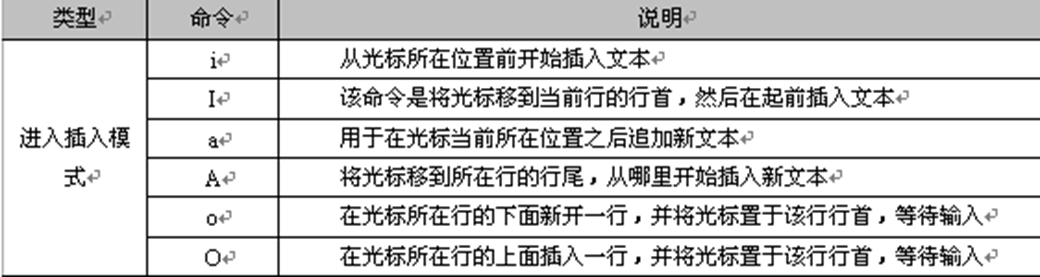 类型 命令 说明
i 从光标所在位置前开始插入文本
I 该命令是将光标移到当前行的行首，然后在起前插入文本
进入插入模式 a 用于在光标当前所在位置之后追加新文本
A 将光标移到所在行的行尾，从哪里开始插入新文本
o 在光标所在行的下面新开一行，并将光标置于该行行首，等待输入
O 在光标所在行的上面插入一行，并将光标置于该行行首，等待输入